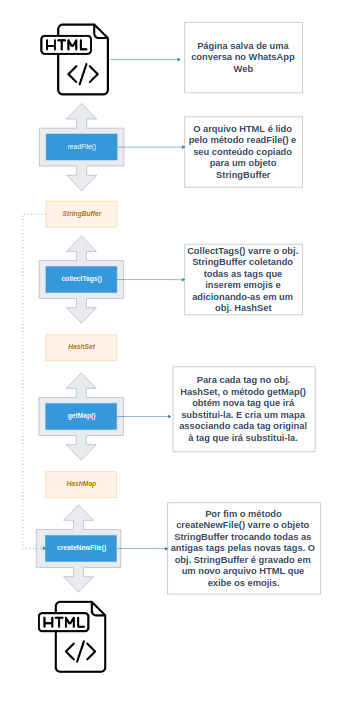 HTML
Página salva de uma
conversa no WhatsApp
Web
readFile()
O arquivo HTML é lido
pelo método readFile() e
seu conteúdo copiado
para um objeto
StringBuffer
StringBuffer
collectTags()
CollectTags() varre o obj.
StringBuffer coletando
todas as tags que
inserem emojis e
adicionando-as em um
obj. HashSet
HashSet
getMap()
Para cada tag no obj.
HashSet, o método getMap()
obtém nova tag que irá
substitui-la. E cria um mapa
associando cada tag original
à tag que irá substitui-la.
HashMap
createNewFile()
Por fim o método
createNewFile() varre o objeto
StringBuffer trocando todas as
antigas tags pelas novas tags. O
obj. StringBuffer é gravado em
um novo arquivo HTML que
exibe os emojis.
HTML